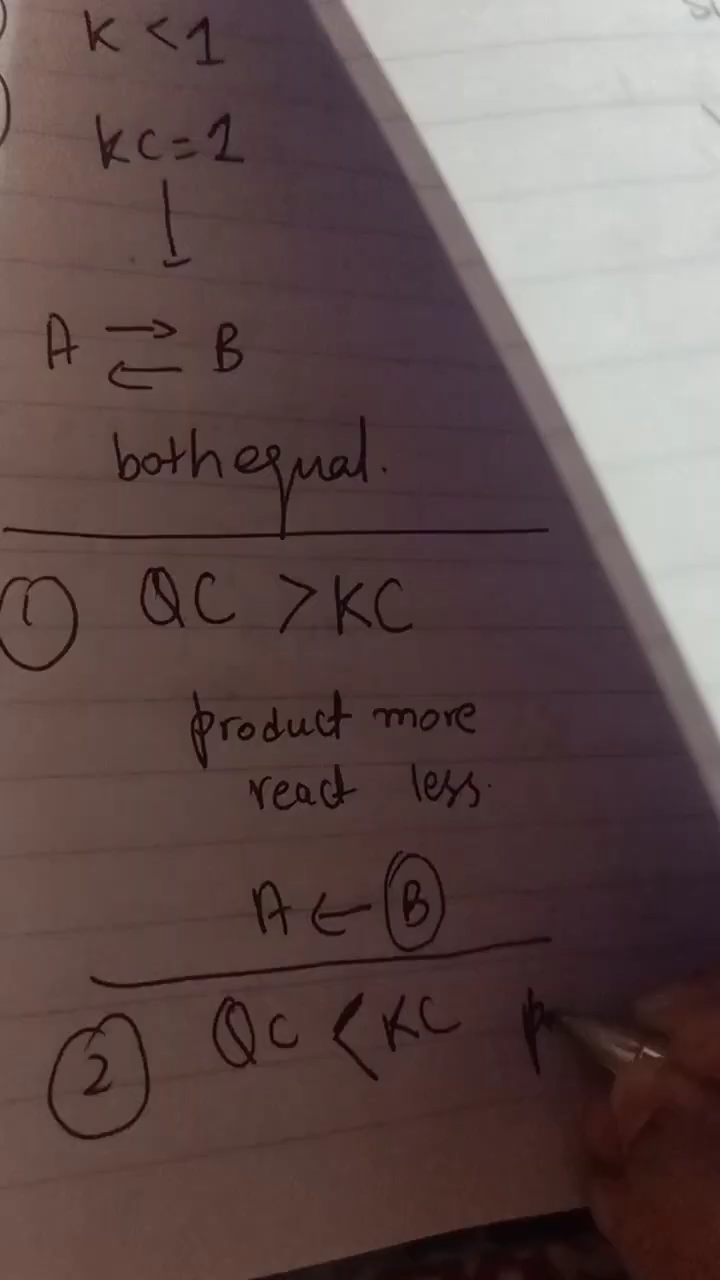 K < 1
KC = 1
A ⇄ B
both equal.
① QC > KC
product more
react less.
A ← B
② QC < KC p